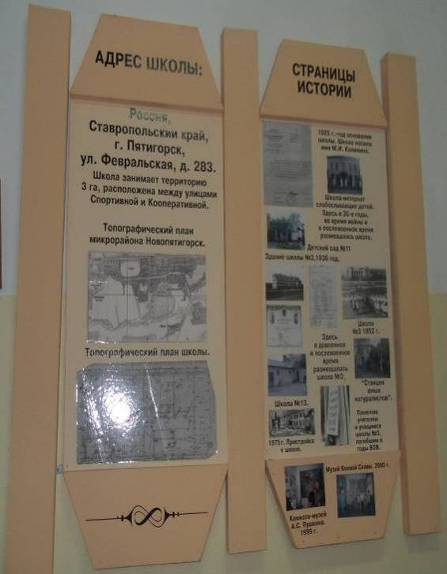 АДРЕС ШКОЛЫ:
Россия,
Ставропольский край,
г. Пятигорск,
ул. Февральская, д. 283.
Школа занимает территорию
3 га, расположена между улицами
Спортивной и Кооперативной.
Топографический план
микрорайона Новопятигорск.
Топографический план школы.
СТРАНИЦЫ
ИСТОРИИ
1925 г.-год основания
школы. Школа носила
имя М.И. Калинина.
Школа-интернат
слабослышащих детей.
Здесь в 30-е годы,
во время войны и
в послевоенное время
размещалась школа.
Детский сад №11
Здание школы №3, 1936 год.
Школа
№3 1952 г.
Здесь
в довоенное
и послевоенное
время
размещалась
школа №3.
"Станция
юных
натуралистов".
Школа №13.
1975 г. Пристройка
к школе.
Памятник
учителям
и учащимся
школы №3,
погибшим в
годы ВОВ.
Музей Боевой Славы. 2000 г.
Комната-музей
А.С. Пушкина.
1999 г.